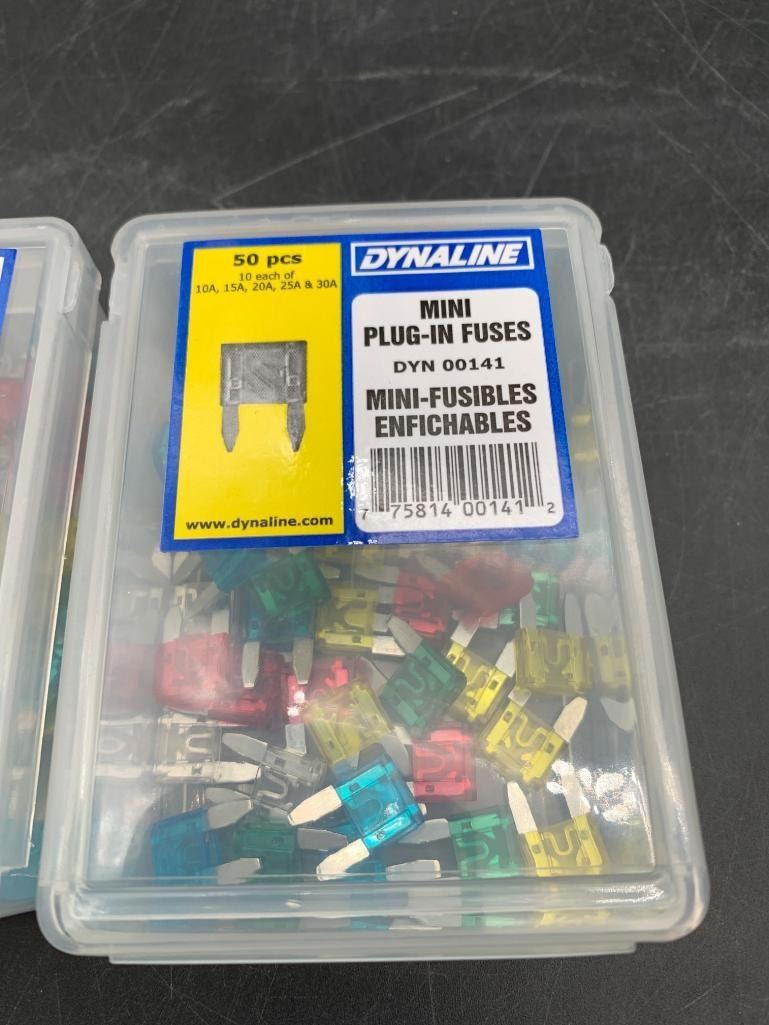 50 pcs
10 each of
10A, 15A, 20A, 25A & 30A
www.dynaline.com
DYNALINE
MINI
PLUG-IN FUSES
DYN 00141
MINI-FUSIBLES
ENFICHABLES
7 75814 00141 2